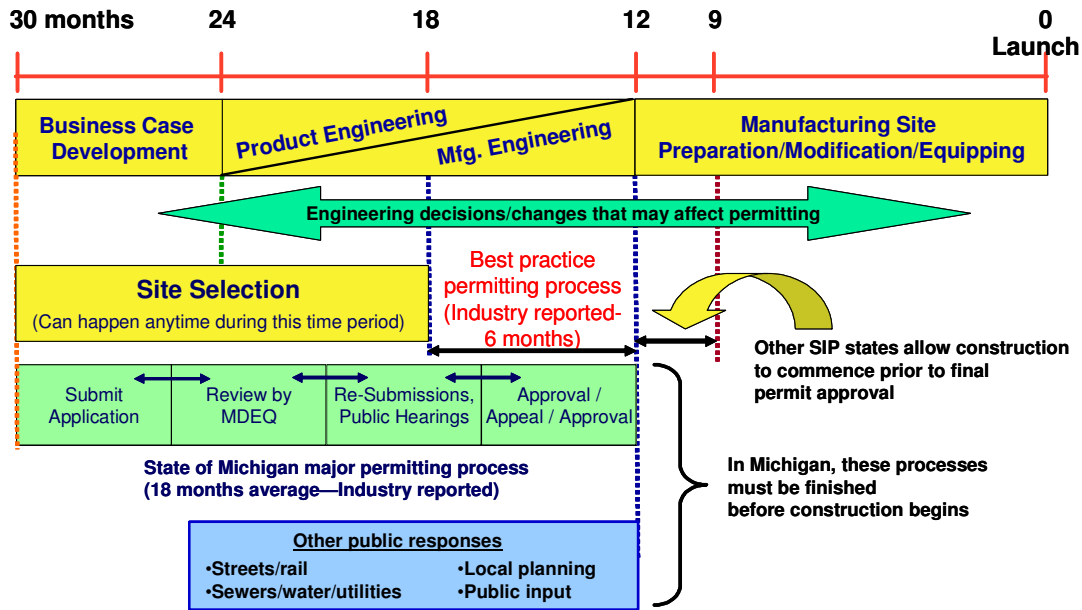 30 months
24
18
12
9
0
Launch
Business Case
Development
Product Engineering
Mfg. Engineering
Manufacturing Site
Preparation/Modification/Equipping
Engineering decisions/changes that may affect permitting
Site Selection
(Can happen anytime during this time period)
Best practice
permitting process
(Industry reported-
6 months)
Other SIP states allow construction
to commence prior to final
permit approval
Submit
Application
Review by
MDEQ
Re-Submissions,
Public Hearings
Approval /
Appeal / Approval
State of Michigan major permitting process
(18 months average—Industry reported)
In Michigan, these processes
must be finished
before construction begins
Other public responses
•Streets/rail
•Sewers/water/utilities
•Local planning
•Public input